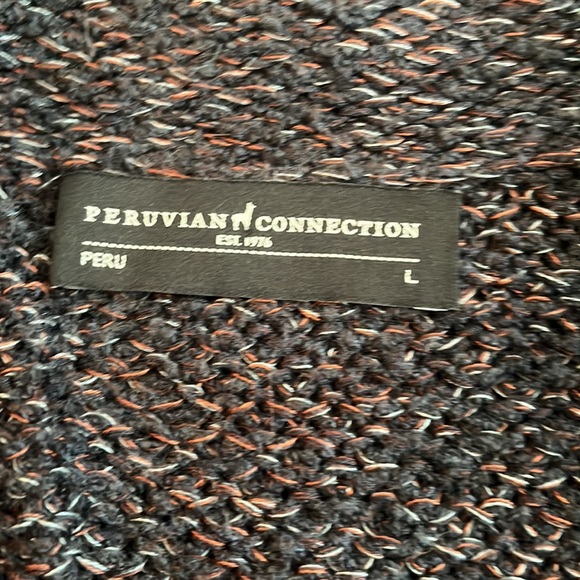 PERUVIAN CONNECTION
EST. 1976
PERU L